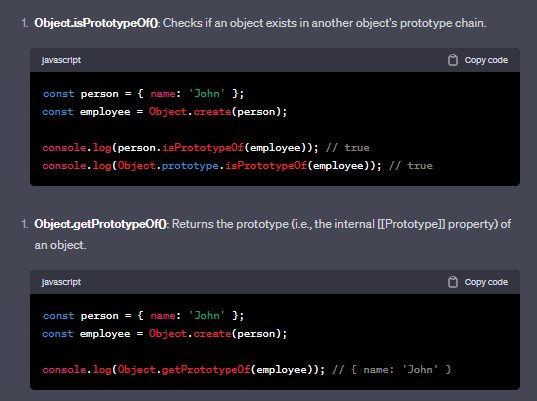 1. Object.isPrototypeOf(): Checks if an object exists in another object's prototype chain.
javascript Copy code
const person = { name: 'John' };
const employee = Object.create(person);
console.log(person.isPrototypeOf(employee)); // true
console.log(Object.prototype.isPrototypeOf(employee)); // true
1. Object.getPrototypeOf(): Returns the prototype (i.e., the internal [[Prototype]] property) of
an object.
javascript Copy code
const person = { name: 'John' };
const employee = Object.create(person);
console.log(Object.getPrototypeOf(employee)); // { name: 'John' }